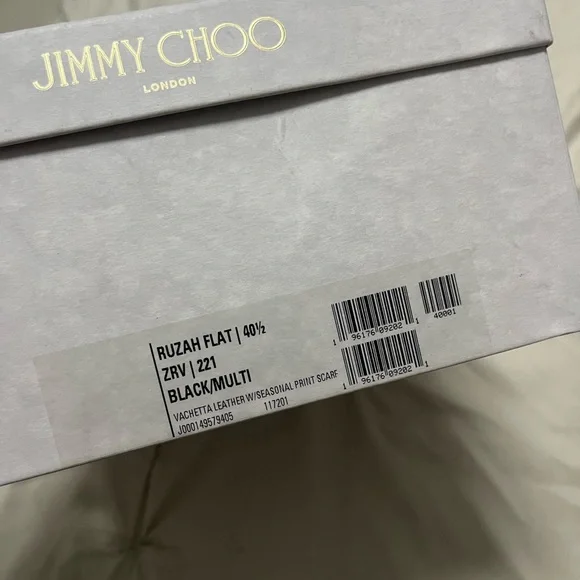 JIMMY CHOO
LONDON
RUZAH FLAT | 40½
ZRV | 221
BLACK/MULTI
VACHETTA LEATHER W/SEASONAL PRINT SCARF
J000149579405 117201
1 96176 09202 1
40001
1 96176 09202 1